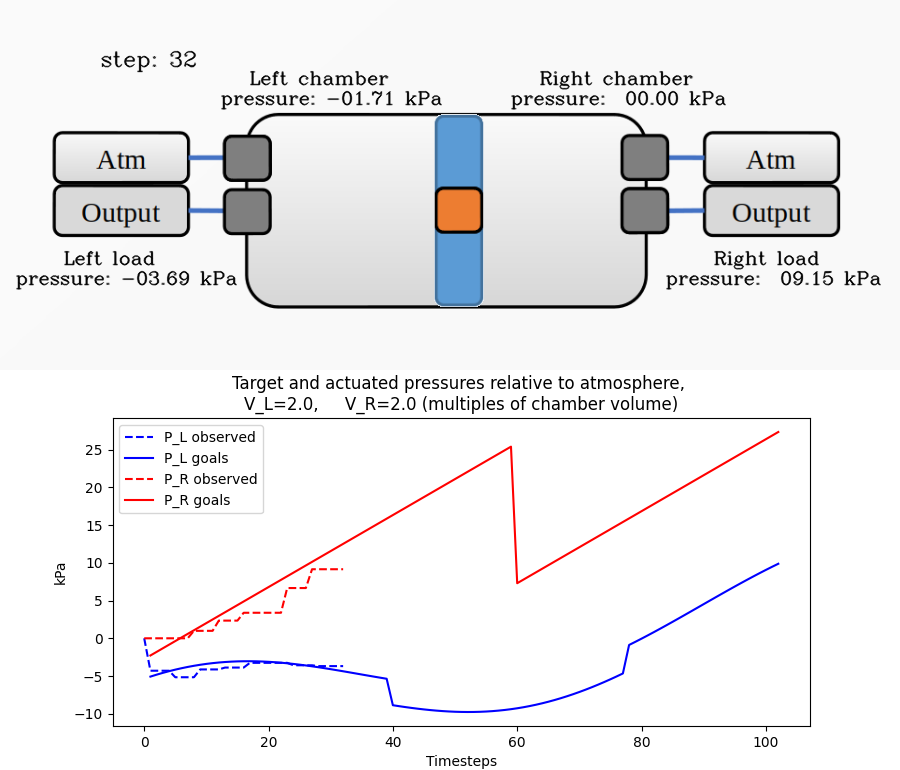 step: 32
Left chamber
pressure: -01.71 kPa
Right chamber
pressure: 00.00 kPa
Atm
Output
Left load
pressure: -03.69 kPa
Atm
Output
Right load
pressure: 09.15 kPa
Target and actuated pressures relative to atmosphere,
V_L=2.0, V_R=2.0 (multiples of chamber volume)
P_L observed
P_L goals
P_R observed
P_R goals
kPa
25
20
15
10
5
0
−5
−10
0 20 40 60 80 100
Timesteps